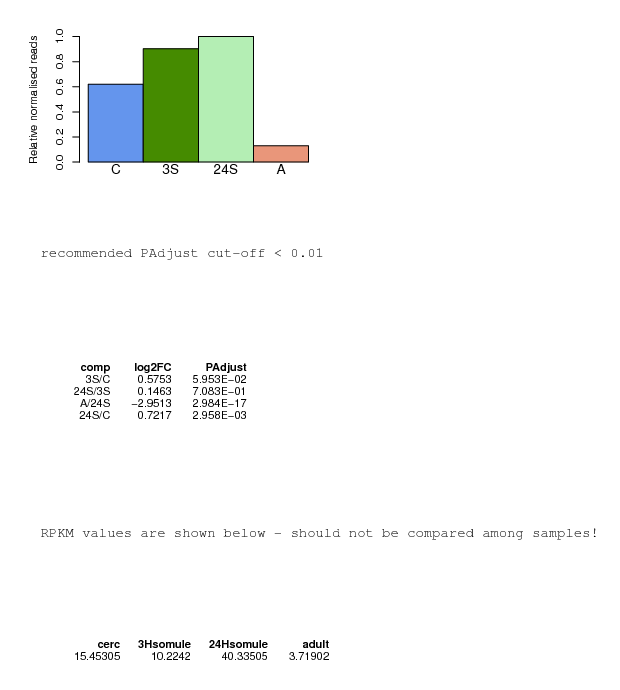 Relative normalised reads
1.0
0.8
0.6
0.4
0.2
0.0
C 3S 24S A
recommended PAdjust cut-off < 0.01
comp log2FC PAdjust
3S/C 0.5753 5.953E-02
24S/3S 0.1463 7.083E-01
A/24S -2.9513 2.984E-17
24S/C 0.7217 2.958E-03
RPKM values are shown below - should not be compared among samples!
cerc 3Hsomule 24Hsomule adult
15.45305 10.2242 40.33505 3.71902